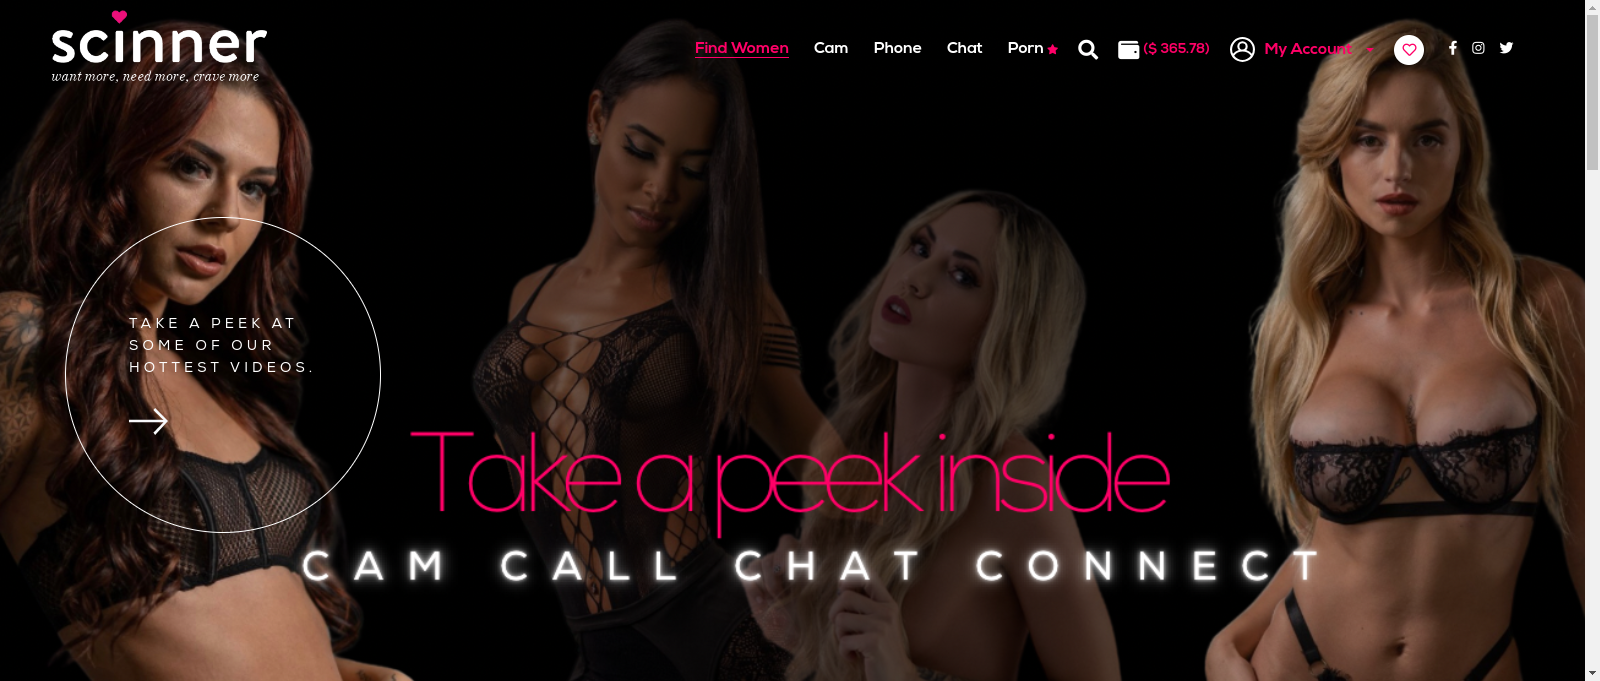 scinner
want more, need more, crave more
Find Women Cam Phone Chat Porn ($ 365.78) My Account
TAKE A PEEK AT
SOME OF OUR
HOTTEST VIDEOS.
Take a peek inside
CAM CALL CHAT CONNECT